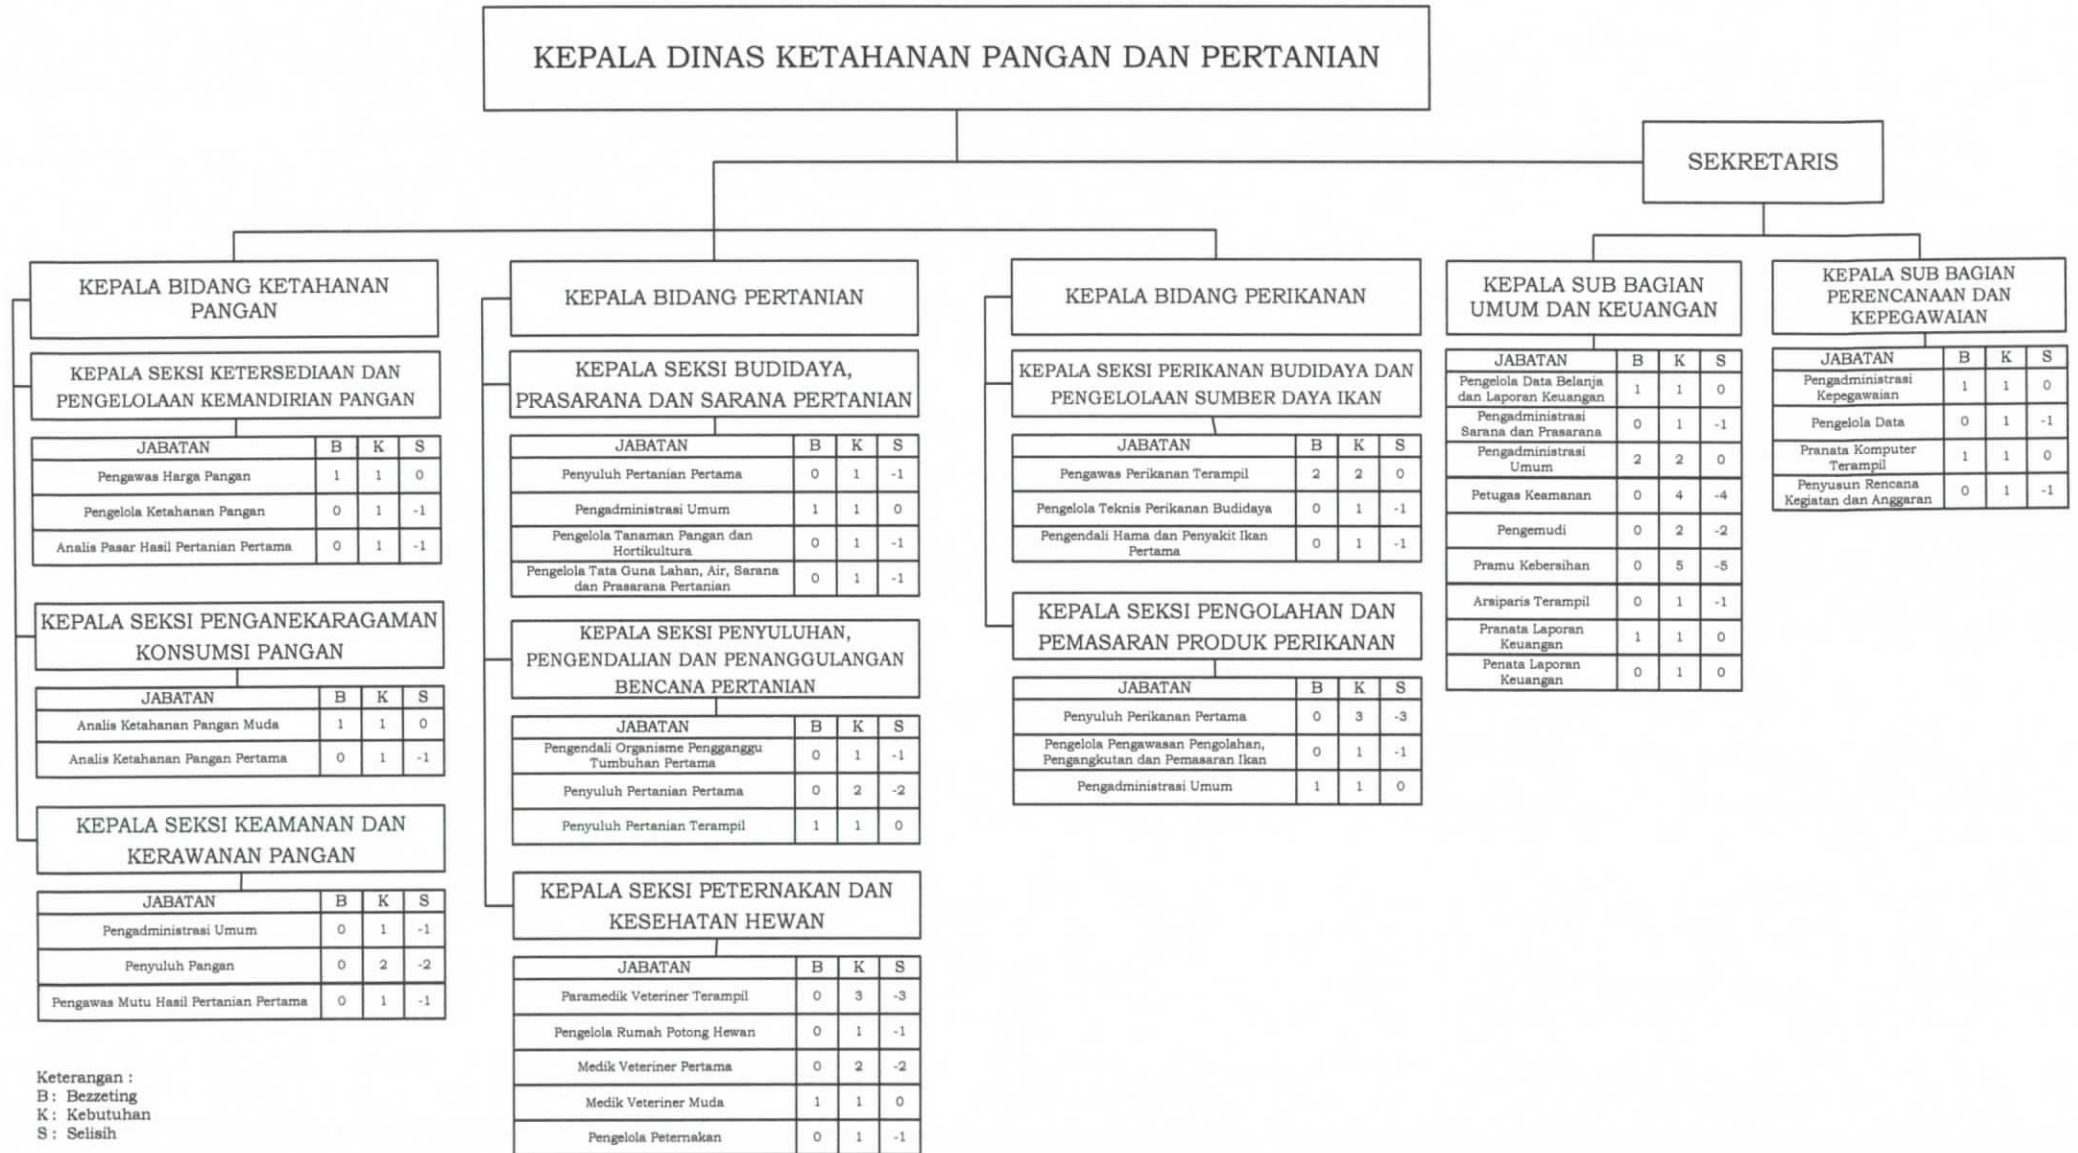 KEPALA DINAS KETAHANAN PANGAN DAN PERTANIAN
SEKRETARIS
KEPALA BIDANG KETAHANAN
PANGAN
KEPALA SEKSI KETERSEDIAAN DAN
PENGELOLAAN KEMANDIRIAN PANGAN
JABATAN B K S
Pengawas Harga Pangan 1 1 0
Pengelola Ketahanan Pangan 0 1 -1
Analis Pasar Hasil Pertanian Pertama 0 1 -1
KEPALA SEKSI PENGANEKARAGAMAN
KONSUMSI PANGAN
JABATAN B K S
Analis Ketahanan Pangan Muda 1 1 0
Analis Ketahanan Pangan Pertama 0 1 -1
KEPALA SEKSI KEAMANAN DAN
KERAWANAN PANGAN
JABATAN B K S
Pengadministrasi Umum 0 1 -1
Penyuluh Pangan 0 2 -2
Pengawas Mutu Hasil Pertanian Pertama 0 1 -1
Keterangan :
B : Bezzeting
K : Kebutuhan
S : Selisih
KEPALA BIDANG PERTANIAN
KEPALA SEKSI BUDIDAYA,
PRASARANA DAN SARANA PERTANIAN
JABATAN B K S
Penyuluh Pertanian Pertama 0 1 -1
Pengadministrasi Umum 1 1 0
Pengelola Tanaman Pangan dan
Hortikultura 0 1 -1
Pengelola Tata Guna Lahan, Air, Sarana
dan Prasarana Pertanian 0 1 -1
KEPALA SEKSI PENYULUHAN,
PENGENDALIAN DAN PENANGGULANGAN
BENCANA PERTANIAN
JABATAN B K S
Pengendali Organisme Pengganggu
Tumbuhan Pertama 0 1 -1
Penyuluh Pertanian Pertama 0 2 -2
Penyuluh Pertanian Terampil 1 1 0
KEPALA SEKSI PETERNAKAN DAN
KESEHATAN HEWAN
JABATAN B K S
Paramedik Veteriner Terampil 0 3 -3
Pengelola Rumah Potong Hewan 0 1 -1
Medik Veteriner Pertama 0 2 -2
Medik Veteriner Muda 1 1 0
Pengelola Peternakan 0 1 -1
KEPALA BIDANG PERIKANAN
KEPALA SEKSI PERIKANAN BUDIDAYA DAN
PENGELOLAAN SUMBER DAYA IKAN
JABATAN B K S
Pengawas Perikanan Terampil 2 2 0
Pengelola Teknis Perikanan Budidaya 0 1 -1
Pengendali Hama dan Penyakit Ikan
Pertama 0 1 -1
KEPALA SEKSI PENGOLAHAN DAN
PEMASARAN PRODUK PERIKANAN
JABATAN B K S
Penyuluh Perikanan Pertama 0 3 -3
Pengelola Pengawasan Pengolahan,
Pengangkutan dan Pemasaran Ikan 0 1 -1
Pengadministrasi Umum 1 1 0
KEPALA SUB BAGIAN
UMUM DAN KEUANGAN
JABATAN B K S
Pengelola Data Belanja
dan Laporan Keuangan 1 1 0
Pengadministrasi
Sarana dan Prasarana 0 1 -1
Pengadministrasi
Umum 2 2 0
Petugas Keamanan 0 4 -4
Pengemudi 0 2 -2
Pramu Kebersihan 0 5 -5
Arsiparis Terampil 0 1 -1
Pranata Laporan
Keuangan 1 1 0
Penata Laporan
Keuangan 0 1 0
KEPALA SUB BAGIAN
PERENCANAAN DAN
KEPEGAWAIAN
JABATAN B K S
Pengadministrasi
Kepegawaian 1 1 0
Pengelola Data 0 1 -1
Pranata Komputer
Terampil 1 1 0
Penyusun Rencana
Kegiatan dan Anggaran 0 1 -1